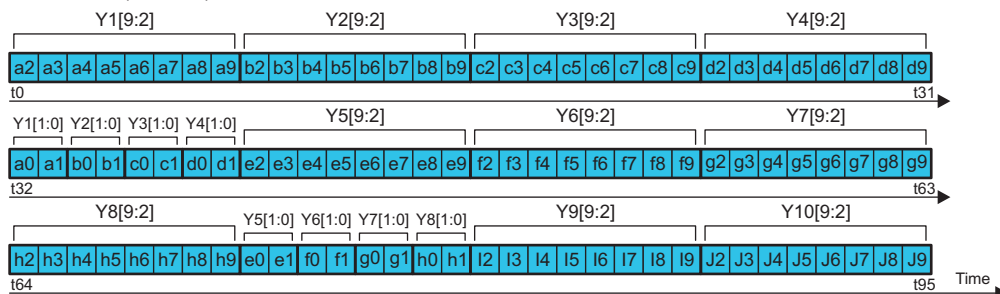 Y1[9:2] Y2[9:2] Y3[9:2] Y4[9:2]
a2 a3 a4 a5 a6 a7 a8 a9 b2 b3 b4 b5 b6 b7 b8 b9 c2 c3 c4 c5 c6 c7 c8 c9 d2 d3 d4 d5 d6 d7 d8 d9
t0 t31
Y1[1:0] Y2[1:0] Y3[1:0] Y4[1:0] Y5[9:2] Y6[9:2] Y7[9:2]
a0 a1 b0 b1 c0 c1 d0 d1 e2 e3 e4 e5 e6 e7 e8 e9 f2 f3 f4 f5 f6 f7 f8 f9 g2 g3 g4 g5 g6 g7 g8 g9
t32 t63
Y8[9:2] Y5[1:0] Y6[1:0] Y7[1:0] Y8[1:0] Y9[9:2] Y10[9:2]
h2 h3 h4 h5 h6 h7 h8 h9 e0 e1 f0 f1 g0 g1 h0 h1 I2 I3 I4 I5 I6 I7 I8 I9 J2 J3 J4 J5 J6 J7 J8 J9
t64 t95 Time